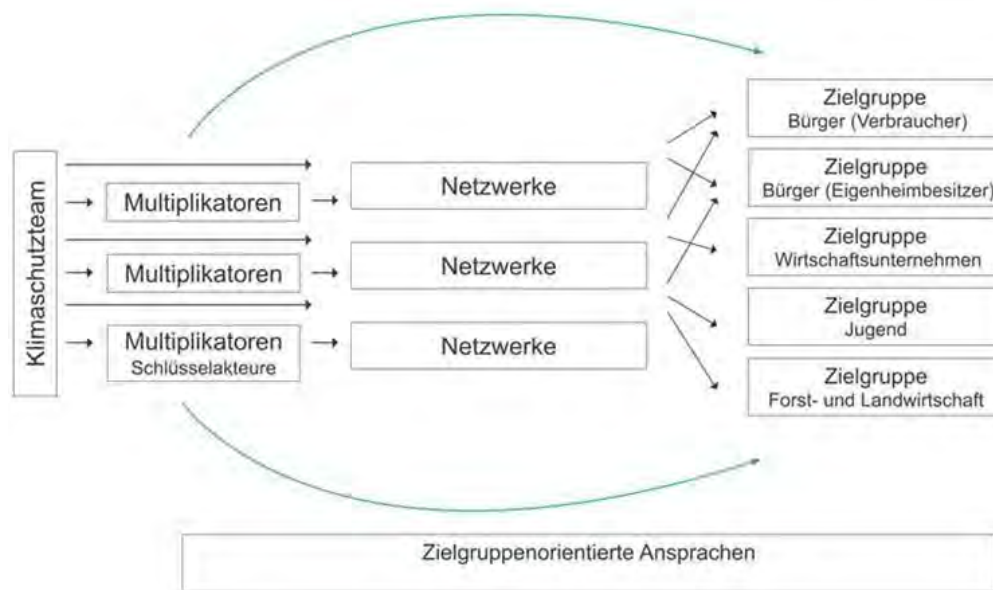 Klimaschutzteam
Multiplikatoren
Multiplikatoren
Multiplikatoren
Schlüsselakteure
Netzwerke
Netzwerke
Netzwerke
Zielgruppe
Bürger (Verbraucher)
Zielgruppe
Bürger (Eigenheimbesitzer)
Zielgruppe
Wirtschaftsunternehmen
Zielgruppe
Jugend
Zielgruppe
Forst- und Landwirtschaft
Zielgruppenorientierte Ansprachen